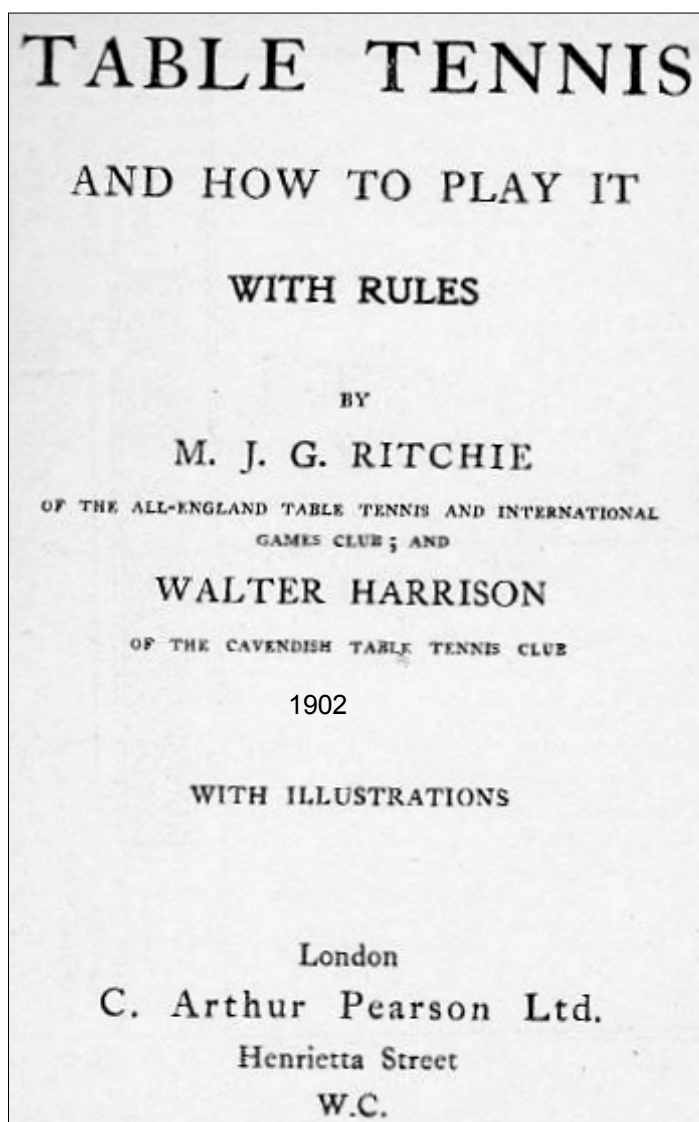 TABLE TENNIS
AND HOW TO PLAY IT
WITH RULES
BY
M. J. G. RITCHIE
OF THE ALL-ENGLAND TABLE TENNIS AND INTERNATIONAL
GAMES CLUB; AND
WALTER HARRISON
OF THE CAVENDISH TABLE TENNIS CLUB
1902
WITH ILLUSTRATIONS
London
C. Arthur Pearson Ltd.
Henrietta Street
W.C.